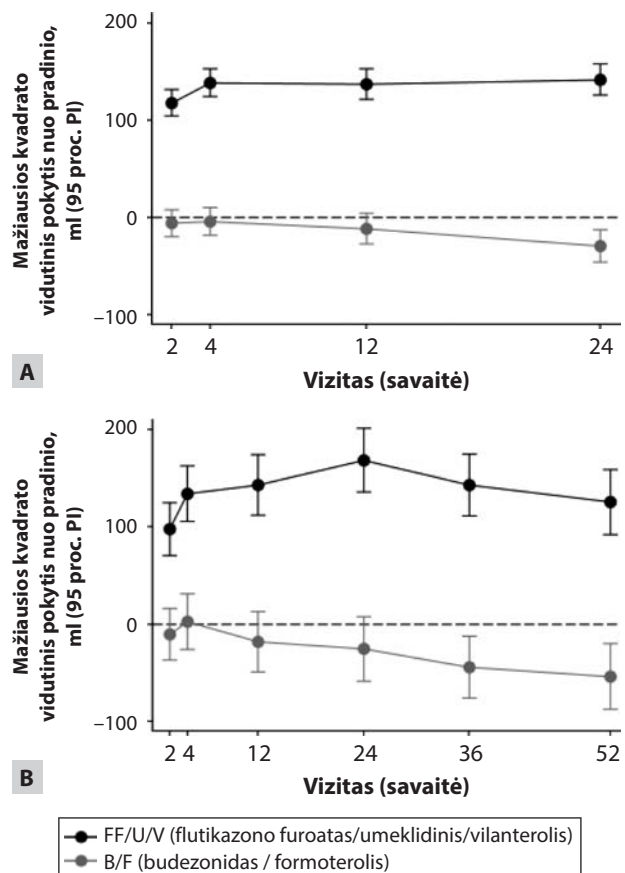 Mažiausios kvadrato
vidutinis pokytis nuo pradinio,
ml (95 proc. PI)
200
100
0
–100
2
4
12
24
A
Vizitas (savaitė)
Mažiausios kvadrato
vidutinis pokytis nuo pradinio,
ml (95 proc. PI)
200
100
0
–100
2 4
12
24
36
52
B
Vizitas (savaitė)
FF/U/V (flutikazono furoatas/umeklidinis/vilanterolis)
B/F (budezonidas / formoterolis)